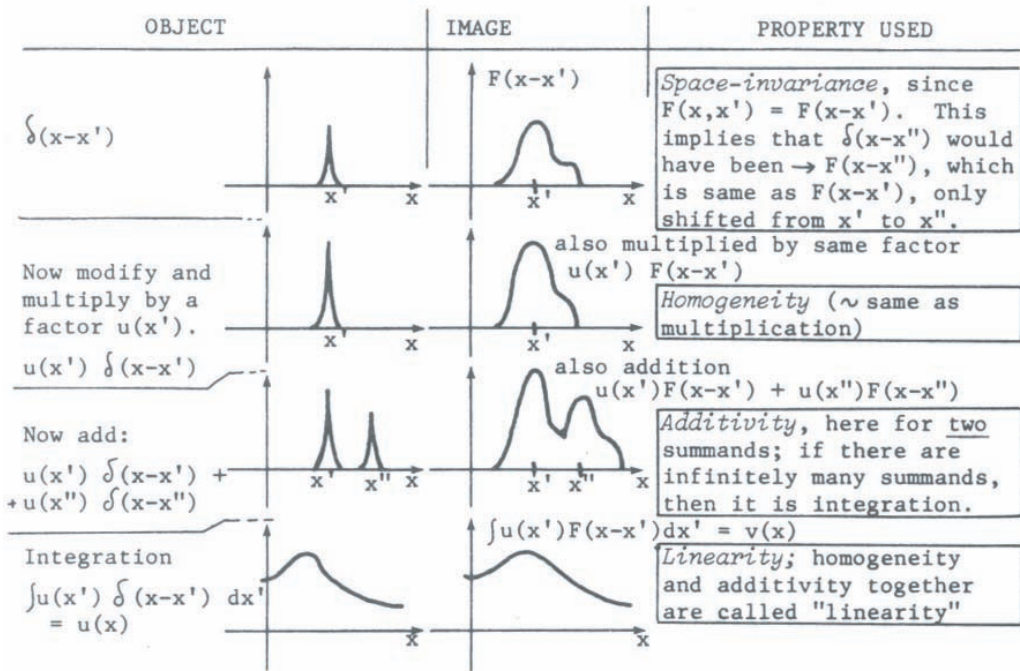 OBJECT IMAGE PROPERTY USED
δ(x-x')
x' x
F(x-x')
x' x
Space-invariance, since
F(x,x') = F(x-x'). This
implies that δ(x-x") would
have been → F(x-x"), which
is same as F(x-x'), only
shifted from x' to x".
Now modify and
multiply by a
factor u(x').
u(x') δ(x-x')
x' x
also multiplied by same factor
u(x') F(x-x')
x' x
Homogeneity (~ same as
multiplication)
Now add:
u(x') δ(x-x') +
+u(x") δ(x-x")
x' x" x
also addition
u(x')F(x-x') + u(x")F(x-x")
x' x" x
Additivity, here for two
summands; if there are
infinitely many summands,
then it is integration.
Integration
∫u(x') δ(x-x') dx'
= u(x)
x
∫u(x')F(x-x')dx' = v(x)
x
Linearity; homogeneity
and additivity together
are called "linearity"